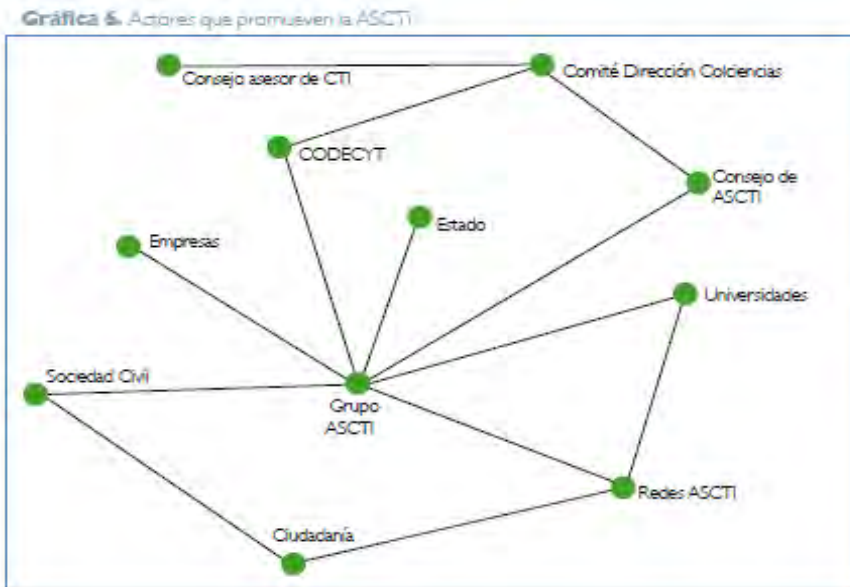 Gráfica 6. Actores que promueven la ASCTI
Consejo asesor de CTI
Comité Dirección Colciencias
CODECYT
Consejo de
ASCTI
Estado
Empresas
Universidades
Sociedad Civil
Grupo
ASCTI
Redes ASCTI
Ciudadanía